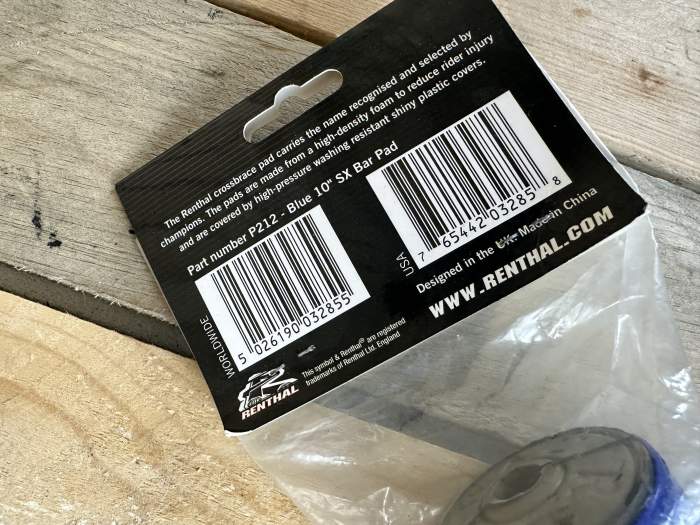 The Renthal crossbrace pad carries the name recognised and selected by
champions. The pads are made from a high-density foam to reduce rider injury
and are covered by high-pressure washing resistant shiny plastic covers.
Part number P212 - Blue 10" SX Bar Pad
WORLDWIDE
5 026190 032855
USA
7 65442 03285 8
Designed in the UK. Made in China
WWW.RENTHAL.COM
This symbol & Renthal® are registered
trademarks of Renthal Ltd. England
RENTHAL